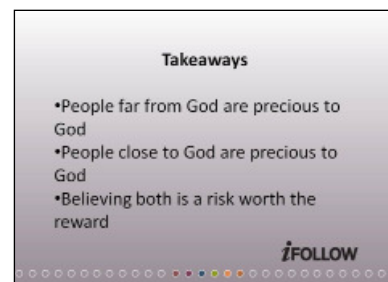 Takeaways
•People far from God are precious to
God
•People close to God are precious to
God
•Believing both is a risk worth the
reward
iFOLLOW